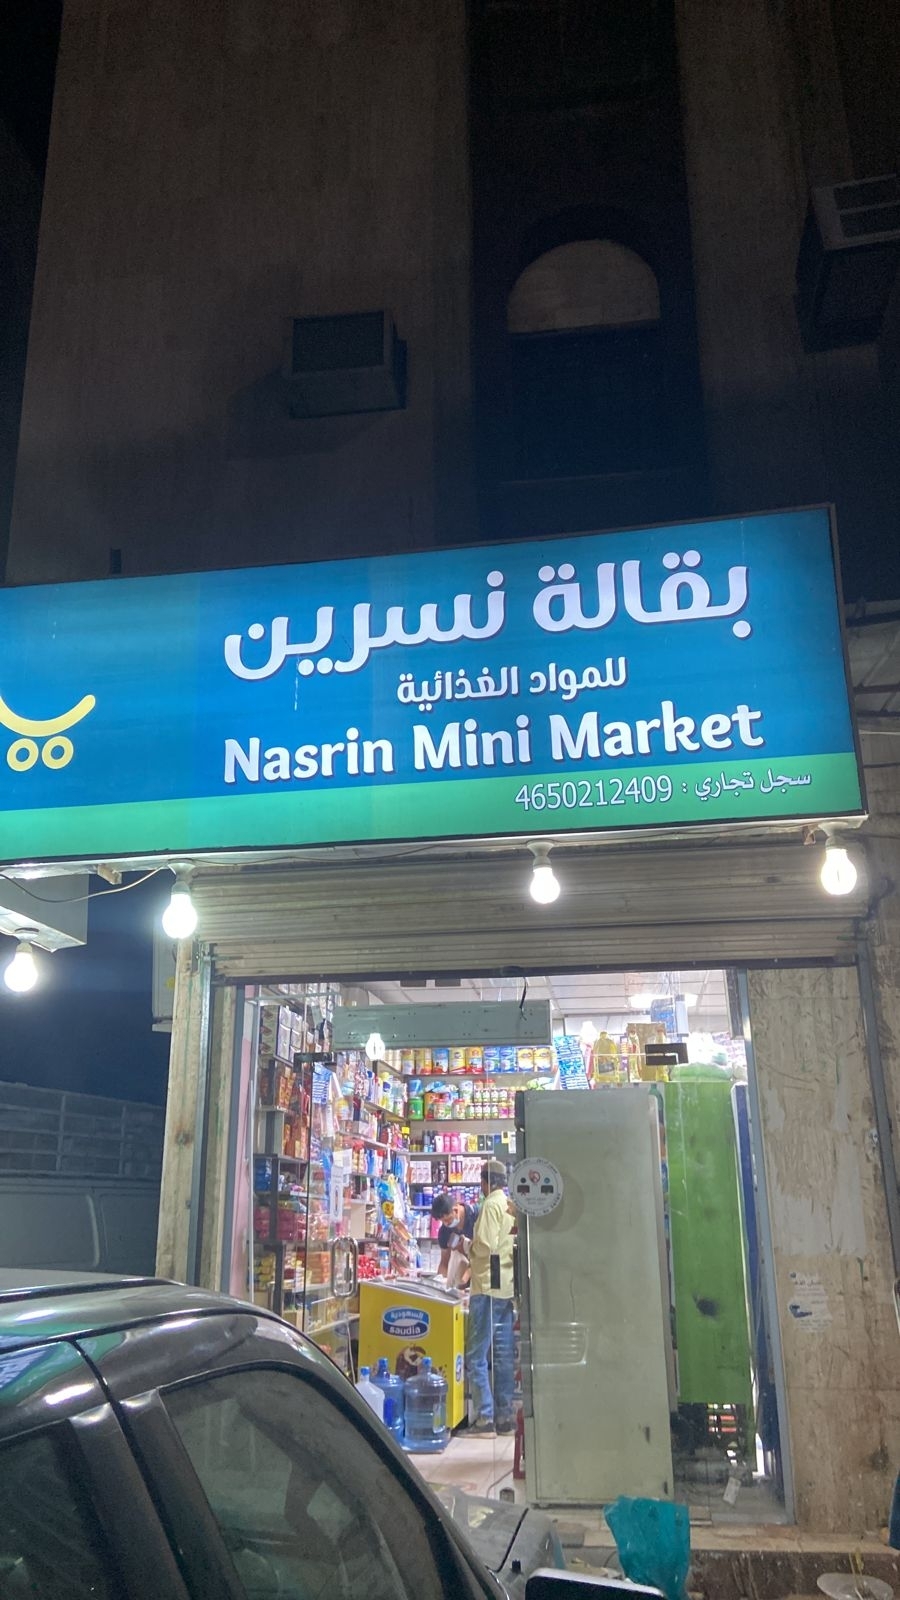 بقالة نسرين
للمواد الغذائية
Nasrin Mini Market
سجل تجاري : 4650212409
السعودية
saudia